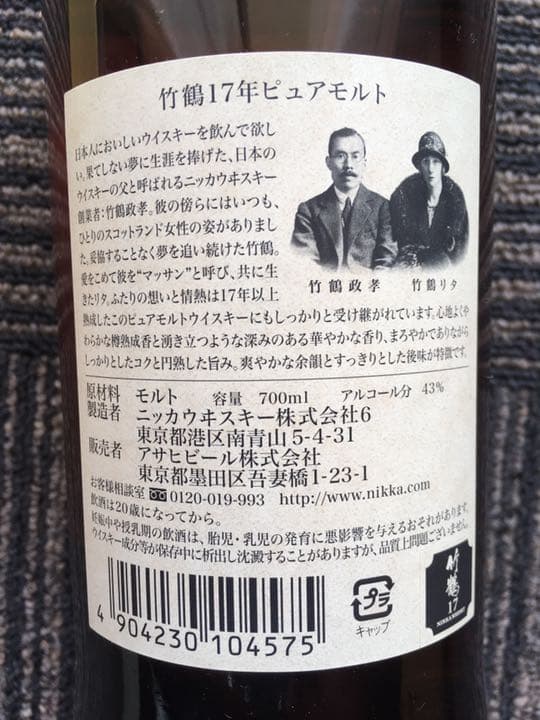 竹鶴17年ピュアモルト
日本人においしいウイスキーを飲んで欲し
い。果てしない夢に生涯を捧げた、日本の
ウイスキーの父と呼ばれるニッカウヰスキー
創業者：竹鶴政孝。彼の傍らにはいつも、
ひとりのスコットランド女性の姿がありまし
た。妥協することなく夢を追い続けた竹鶴。
愛をこめて彼を“マッサン”と呼び、共に生
きたリタ。ふたりの想いと情熱は17年以上
熟成したこのピュアモルトウイスキーにもしっかりと受け継がれています。心地よくや
わらかな樽熟成香と湧き立つような深みのある華やかな香り、まろやかでありながら
しっかりとしたコクと円熟した旨み。爽やかな余韻とすっきりとした後味が特徴です。
竹鶴政孝 竹鶴リタ
原材料 モルト 容量 700ml アルコール分 43%
製造者 ニッカウヰスキー株式会社6
東京都港区南青山5-4-31
販売者 アサヒビール株式会社
東京都墨田区吾妻橋1-23-1
お客様相談室 0120-019-993 http://www.nikka.com
飲酒は20歳になってから。
妊娠中や授乳期の飲酒は、胎児・乳児の発育に悪影響を与えるおそれがあります。
ウイスキー成分等が保存中に析出し沈澱することがありますが、品質上問題ございません。
4 904230 104575
プラ
キャップ
竹鶴
17
NIKKA WHISKY